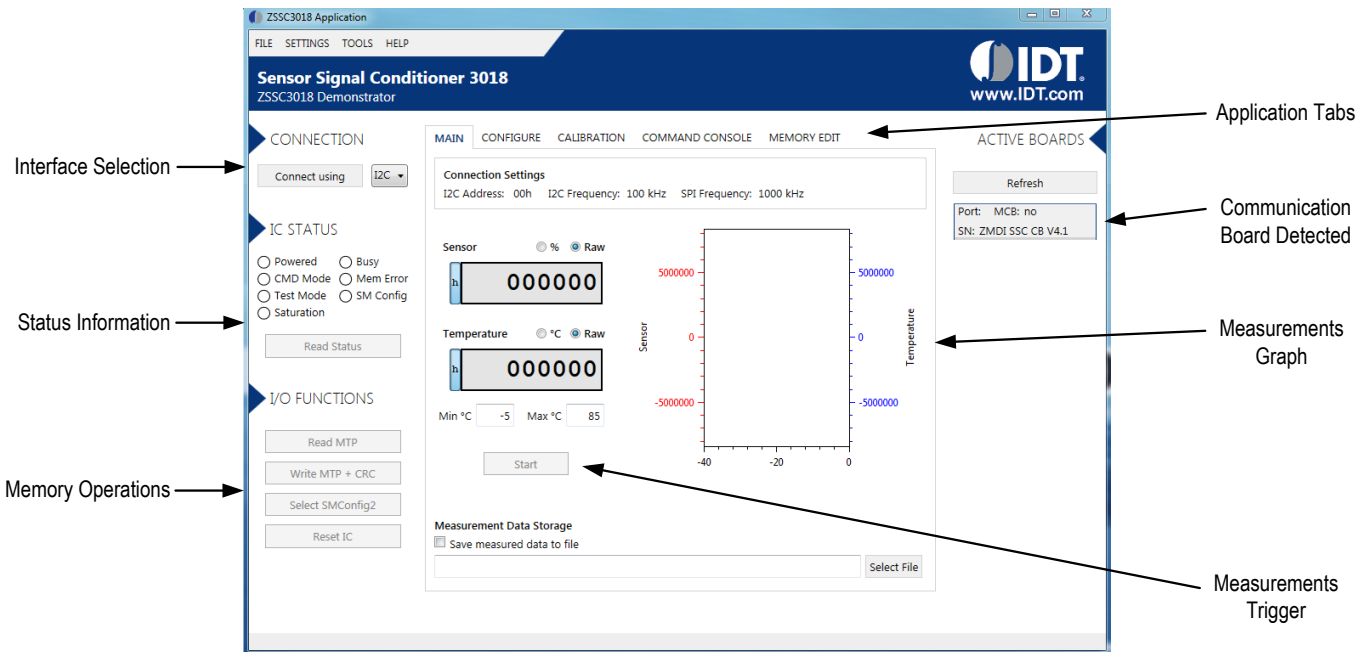 ZSSC3018 Application
FILE SETTINGS TOOLS HELP
Sensor Signal Conditioner 3018
ZSSC3018 Demonstrator
IDT.
www.IDT.com
Application Tabs
CONNECTION
MAIN CONFIGURE CALIBRATION COMMAND CONSOLE MEMORY EDIT
ACTIVE BOARDS
Interface Selection
Connect using I2C
Connection Settings
I2C Address: 00h I2C Frequency: 100 kHz SPI Frequency: 1000 kHz
Refresh
Port: MCB: no
SN: ZMDI SSC CB V4.1
Communication
Board Detected
IC STATUS
Powered Busy
CMD Mode Mem Error
Test Mode SM Config
Saturation
Status Information
Read Status
Sensor % Raw
h 000000
Temperature °C Raw
h 000000
Min °C -5 Max °C 85
Start
5000000
0
-5000000
Sensor
5000000
0
-5000000
Temperature
-40 -20 0
Measurements
Graph
I/O FUNCTIONS
Read MTP
Write MTP + CRC
Select SMConfig2
Reset IC
Memory Operations
Measurement Data Storage
Save measured data to file
Select File
Measurements
Trigger